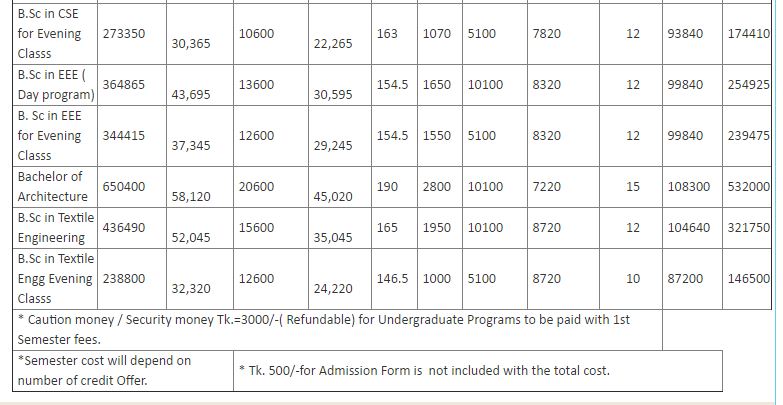 B.Sc in CSE for Evening Classs 273350 30,365 10600 22,265 163 1070 5100 7820 12 93840 174410
B.Sc in EEE ( Day program) 364865 43,695 13600 30,595 154.5 1650 10100 8320 12 99840 254925
B. Sc in EEE for Evening Classs 344415 37,345 12600 29,245 154.5 1550 5100 8320 12 99840 239475
Bachelor of Architecture 650400 58,120 20600 45,020 190 2800 10100 7220 15 108300 532000
B.Sc in Textile Engineering 436490 52,045 15600 35,045 165 1950 10100 8720 12 104640 321750
B.Sc in Textile Engg Evening Classs 238800 32,320 12600 24,220 146.5 1000 5100 8720 10 87200 146500
* Caution money / Security money Tk.=3000/-( Refundable) for Undergraduate Programs to be paid with 1st
Semester fees.
*Semester cost will depend on
number of credit Offer.
* Tk. 500/-for Admission Form is  not included with the total cost.